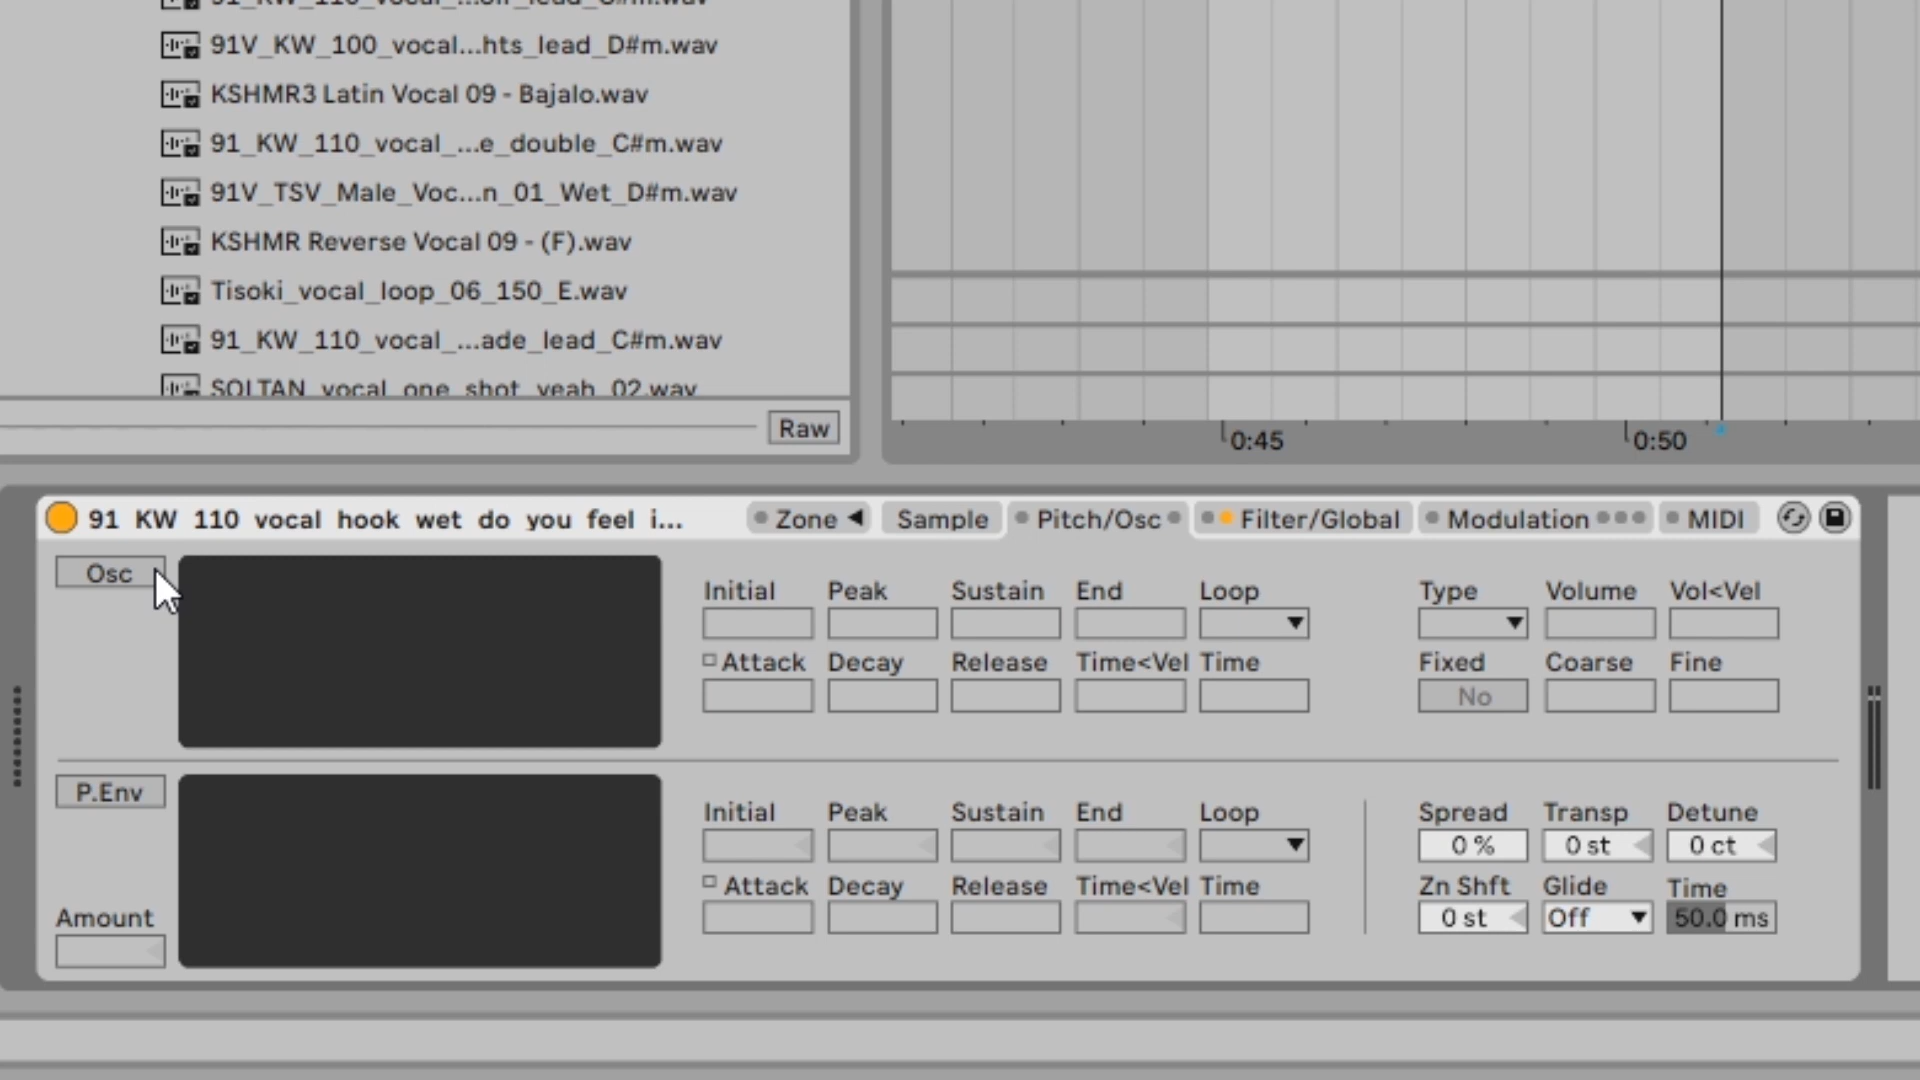 91_KW_110_vocal_...oir_lead_C#m.wav
91V_KW_100_vocal...hts_lead_D#m.wav
KSHMR3 Latin Vocal 09 - Bajalo.wav
91_KW_110_vocal_...e_double_C#m.wav
91V_TSV_Male_Voc...n_01_Wet_D#m.wav
KSHMR Reverse Vocal 09 - (F).wav
Tisoki_vocal_loop_06_150_E.wav
91_KW_110_vocal_...ade_lead_C#m.wav
SOLTAN_vocal_one_shot_yeah_02.wav
Raw
0:45 0:50
91 KW 110 vocal hook wet do you feel i... Zone Sample Pitch/Osc Filter/Global Modulation MIDI
Osc
Initial Peak Sustain End Loop Type Volume Vol<Vel
Attack Decay Release Time<Vel Time Fixed Coarse Fine
No
P.Env
Initial Peak Sustain End Loop Spread Transp Detune
0 % 0 st 0 ct
Attack Decay Release Time<Vel Time Zn Shft Glide Time
Amount
0 st Off 50.0 ms